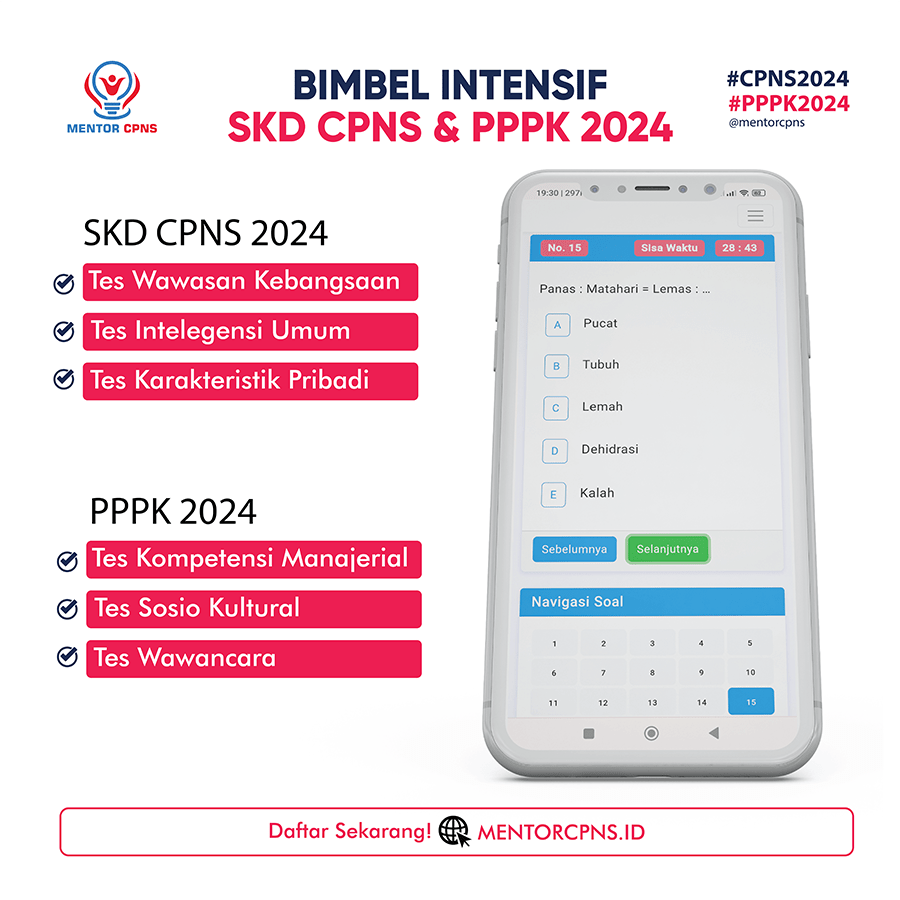 MENTOR CPNS
BIMBEL INTENSIF
SKD CPNS & PPPK 2024
#CPNS2024
#PPPK2024
@mentorcpns
SKD CPNS 2024
Tes Wawasan Kebangsaan
Tes Intelegensi Umum
Tes Karakteristik Pribadi
PPPK 2024
Tes Kompetensi Manajerial
Tes Sosio Kultural
Tes Wawancara
19:30 | 297
No. 15 Sisa Waktu 28 : 43
Panas : Matahari = Lemas : ...
A Pucat
B Tubuh
C Lemah
D Dehidrasi
E Kalah
Sebelumnya Selanjutnya
Navigasi Soal
1 2 3 4 5
6 7 8 9 10
11 12 13 14 15
Daftar Sekarang! MENTORCPNS.ID